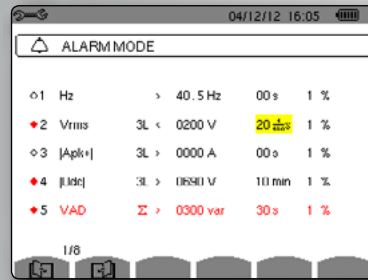 04/12/12 16:05
ALARM MODE
1 Hz > 40.5 Hz 00 s 1 %
2 Vrms 3L < 0200 V 20 s 1 %
3 |Apk+| 3L > 0000 A 00 s 1 %
4 |Udc| 3L > 0690 V 10 min 1 %
5 VAD Σ > 0300 var 30 s 1 %
1/8